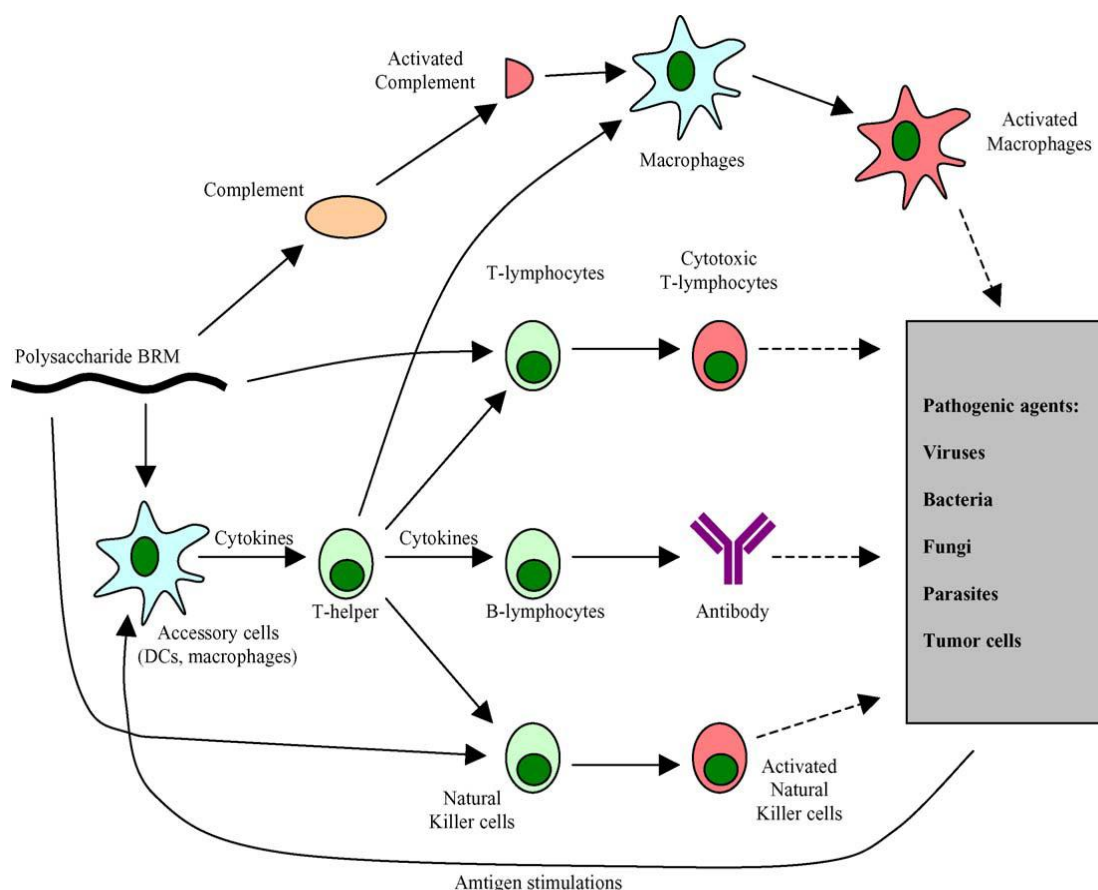 Activated
Complement
Macrophages
Activated
Macrophages
Complement
T-lymphocytes
Cytotoxic
T-lymphocytes
Polysaccharide BRM
Pathogenic agents:
Viruses
Bacteria
Fungi
Parasites
Tumor cells
Cytokines
Cytokines
T-helper
B-lymphocytes
Antibody
Accessory cells
(DCs, macrophages)
Natural
Killer cells
Activated
Natural
Killer cells
Amtigen stimulations